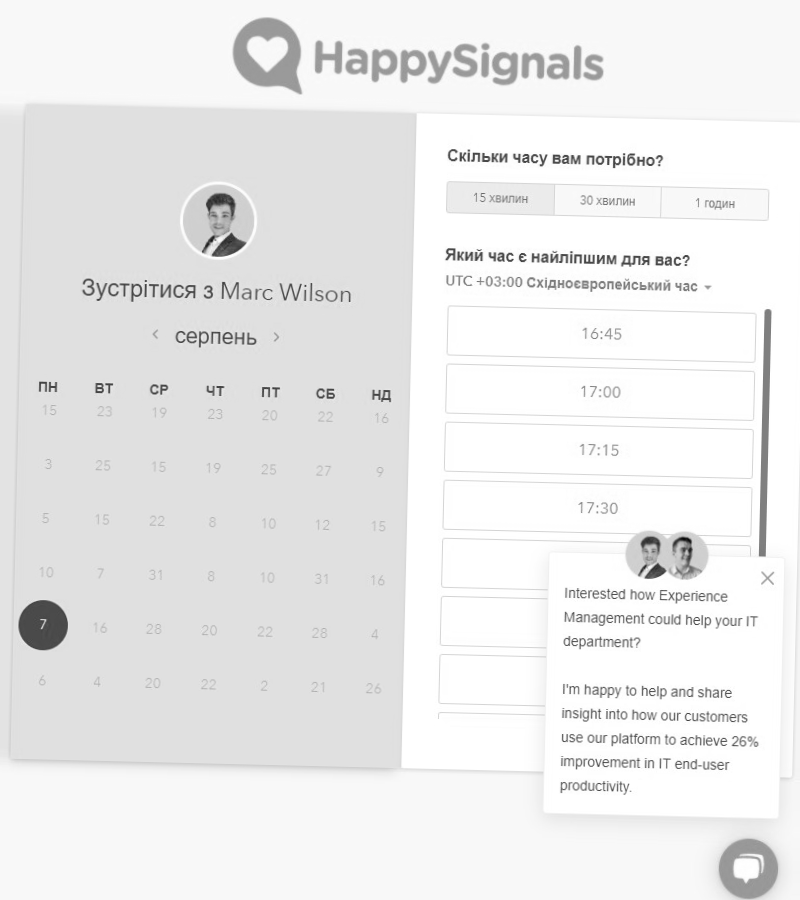 HappySignals
Зустрітися з Marc Wilson
серпень
ПН ВТ СР ЧТ ПТ СБ НД
15 23 19 23 20 22 16
3 25 15 19 25 27 9
5 15 22 8 10 12 15
10 7 31 8 10 31 16
7 16 28 20 22 28 4
6 4 20 22 2 21 26
Скільки часу вам потрібно?
15 хвилин 30 хвилин 1 годин
Який час є найліпшим для вас?
UTC +03:00 Східноєвропейський час
16:45
17:00
17:15
17:30
Interested how Experience
Management could help your IT
department?
I'm happy to help and share
insight into how our customers
use our platform to achieve 26%
improvement in IT end-user
productivity.